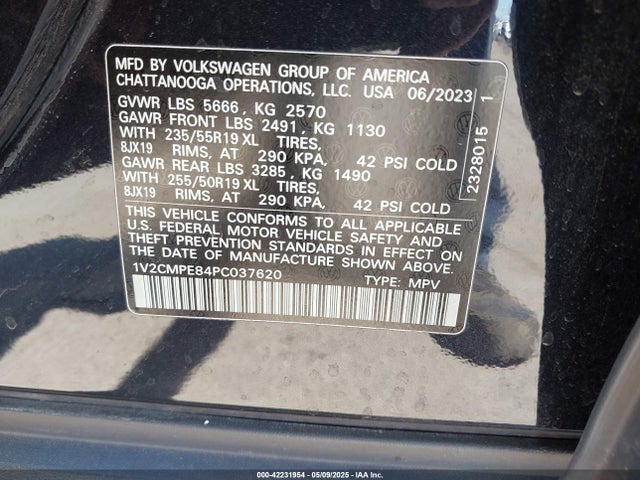 MFD BY VOLKSWAGEN GROUP OF AMERICA
CHATTANOOGA OPERATIONS, LLC. USA 06/2023
GVWR LBS 5666, KG 2570
GAWR FRONT LBS 2491, KG 1130
WITH 235/55R19 XL TIRES,
8JX19 RIMS, AT 290 KPA, 42 PSI COLD
GAWR REAR LBS 3285, KG 1490
WITH 255/50R19 XL TIRES,
8JX19 RIMS, AT 290 KPA, 42 PSI COLD
THIS VEHICLE CONFORMS TO ALL APPLICABLE
U.S. FEDERAL MOTOR VEHICLE SAFETY AND
THEFT PREVENTION STANDARDS IN EFFECT ON
THE DATE OF MANUFACTURE SHOWN ABOVE.
1V2CMPE84PC037620 TYPE: MPV
2328015 1
000-42231954 - 05/09/2025 - IAA Inc.